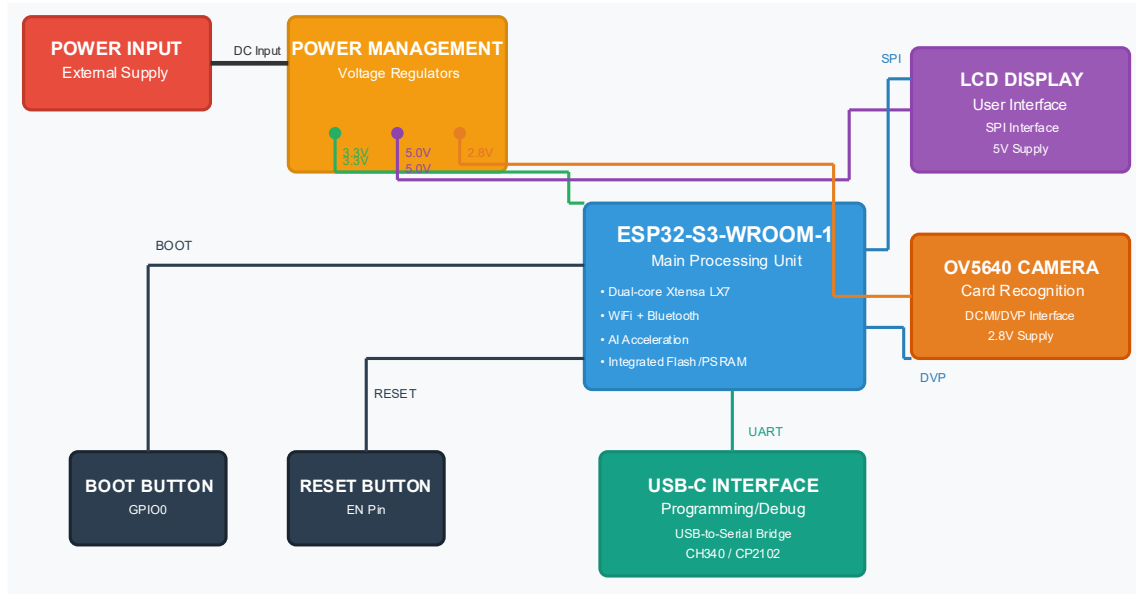 POWER INPUT
External Supply
DC Input
POWER MANAGEMENT
Voltage Regulators
3.3V
3.3V
5.0V
5.0V
2.8V
SPI
LCD DISPLAY
User Interface
SPI Interface
5V Supply
ESP32-S3-WROOM-1
Main Processing Unit
• Dual-core Xtensa LX7
• WiFi + Bluetooth
• AI Acceleration
• Integrated Flash/PSRAM
OV5640 CAMERA
Card Recognition
DCMI/DVP Interface
2.8V Supply
DVP
BOOT
RESET
UART
BOOT BUTTON
GPIO0
RESET BUTTON
EN Pin
USB-C INTERFACE
Programming/Debug
USB-to-Serial Bridge
CH340 / CP2102